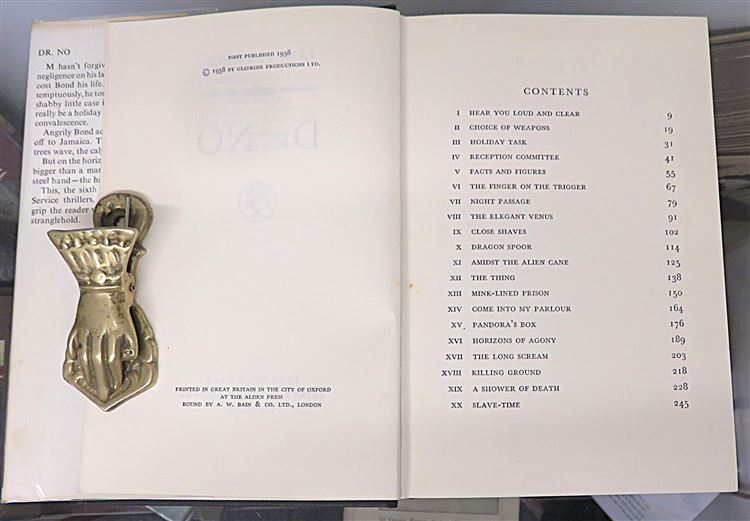 DR. NO
M hasn't forgiv
negligence on his la
cost Bond his life.
temptuously, he tos
shabby little case i
really be a holiday
convalescence.
Angrily Bond ac
off to Jamaica. T
trees wave, the caly
But on the horiz
bigger than a man
steel hand—the ha
This, the sixth
Service thrillers,
grip the reader
stranglehold.
FIRST PUBLISHED 1958
© 1958 BY GLIDROSE PRODUCTIONS LTD.
DR NO
PRINTED IN GREAT BRITAIN IN THE CITY OF OXFORD
AT THE ALDEN PRESS
BOUND BY A. W. BAIN & CO. LTD., LONDON
CONTENTS
I HEAR YOU LOUD AND CLEAR 9
II CHOICE OF WEAPONS 19
III HOLIDAY TASK 31
IV RECEPTION COMMITTEE 41
V FACTS AND FIGURES 55
VI THE FINGER ON THE TRIGGER 67
VII NIGHT PASSAGE 79
VIII THE ELEGANT VENUS 91
IX CLOSE SHAVES 102
X DRAGON SPOOR 114
XI AMIDST THE ALIEN CANE 125
XII THE THING 138
XIII MINK-LINED PRISON 150
XIV COME INTO MY PARLOUR 164
XV PANDORA'S BOX 176
XVI HORIZONS OF AGONY 189
XVII THE LONG SCREAM 203
XVIII KILLING GROUND 218
XIX A SHOWER OF DEATH 228
XX SLAVE-TIME 245